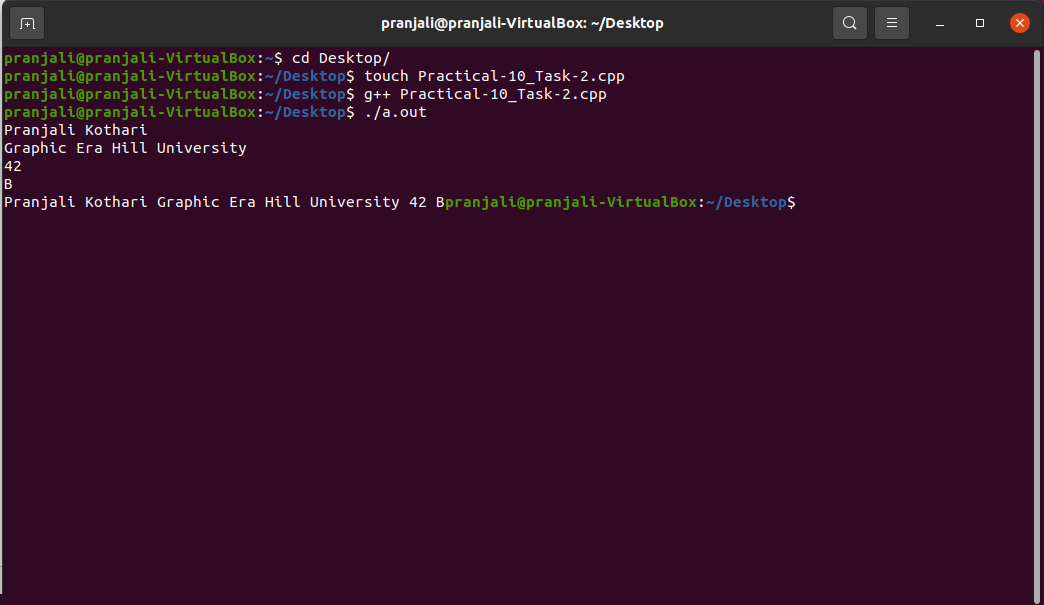 pranjali@pranjali-VirtualBox: ~/Desktop
pranjali@pranjali-VirtualBox:~$ cd Desktop/
pranjali@pranjali-VirtualBox:~/Desktop$ touch Practical-10_Task-2.cpp
pranjali@pranjali-VirtualBox:~/Desktop$ g++ Practical-10_Task-2.cpp
pranjali@pranjali-VirtualBox:~/Desktop$ ./a.out
Pranjali Kothari
Graphic Era Hill University
42
B
Pranjali Kothari Graphic Era Hill University 42 Bpranjali@pranjali-VirtualBox:~/Desktop$